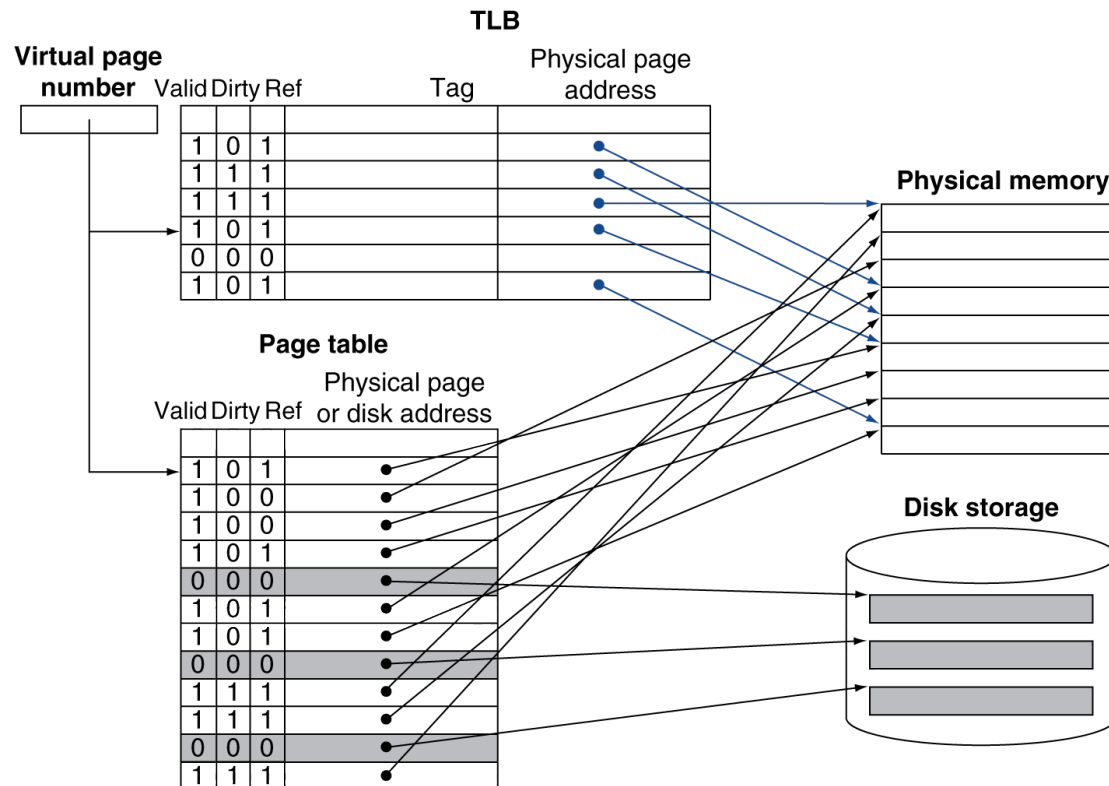 TLB
Virtual page
number
Valid Dirty Ref
Tag
Physical page
address
1 0 1
1 1 1
1 1 1
1 0 1
0 0 0
1 0 1
Physical memory
Page table
Physical page
or disk address
Valid Dirty Ref
1 0 1
1 0 0
1 0 0
1 0 1
0 0 0
1 0 1
1 0 1
0 0 0
1 1 1
1 1 1
0 0 0
1 1 1
Disk storage